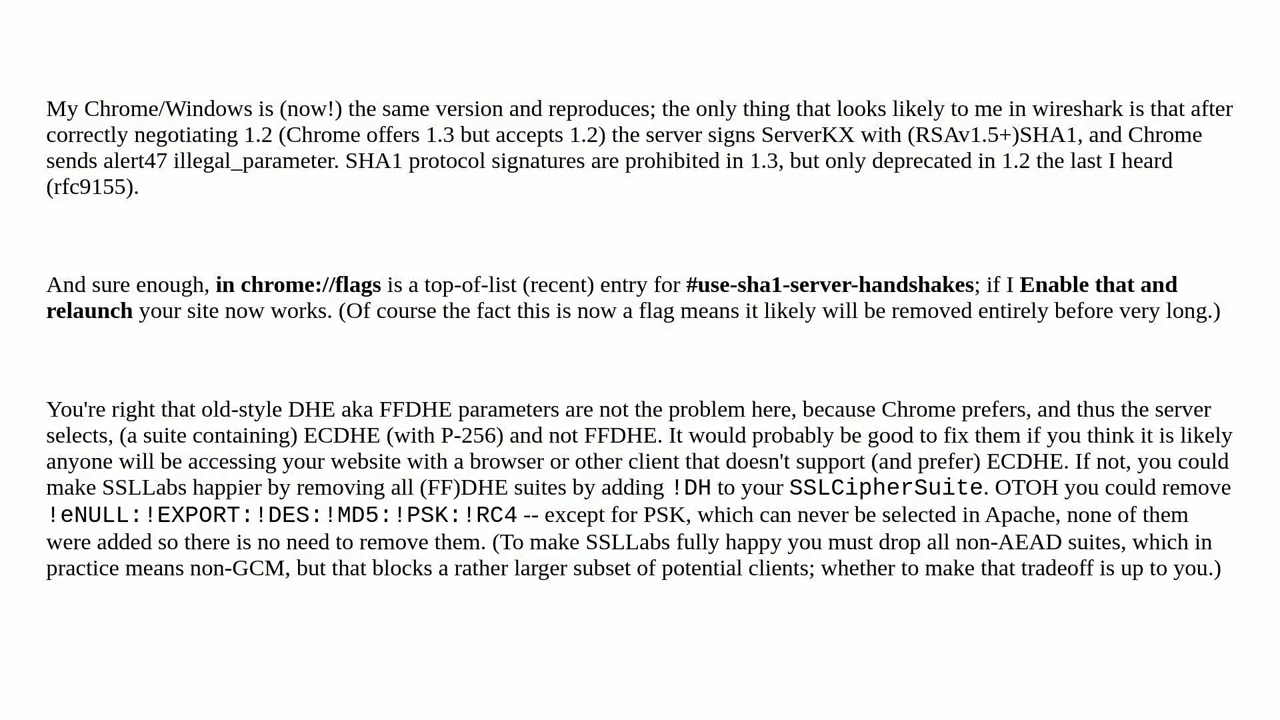 My Chrome/Windows is (now!) the same version and reproduces; the only thing that looks likely to me in wireshark is that after
correctly negotiating 1.2 (Chrome offers 1.3 but accepts 1.2) the server signs ServerKX with (RSAv1.5+)SHA1, and Chrome
sends alert47 illegal_parameter. SHA1 protocol signatures are prohibited in 1.3, but only deprecated in 1.2 the last I heard
(rfc9155).
And sure enough, in chrome://flags is a top-of-list (recent) entry for #use-sha1-server-handshakes; if I Enable that and
relaunch your site now works. (Of course the fact this is now a flag means it likely will be removed entirely before very long.)
You're right that old-style DHE aka FFDHE parameters are not the problem here, because Chrome prefers, and thus the server
selects, (a suite containing) ECDHE (with P-256) and not FFDHE. It would probably be good to fix them if you think it is likely
anyone will be accessing your website with a browser or other client that doesn't support (and prefer) ECDHE. If not, you could
make SSLLabs happier by removing all (FF)DHE suites by adding !DH to your SSLCipherSuite. OTOH you could remove
!eNULL:!EXPORT:!DES:!MD5:!PSK:!RC4 -- except for PSK, which can never be selected in Apache, none of them
were added so there is no need to remove them. (To make SSLLabs fully happy you must drop all non-AEAD suites, which in
practice means non-GCM, but that blocks a rather larger subset of potential clients; whether to make that tradeoff is up to you.)